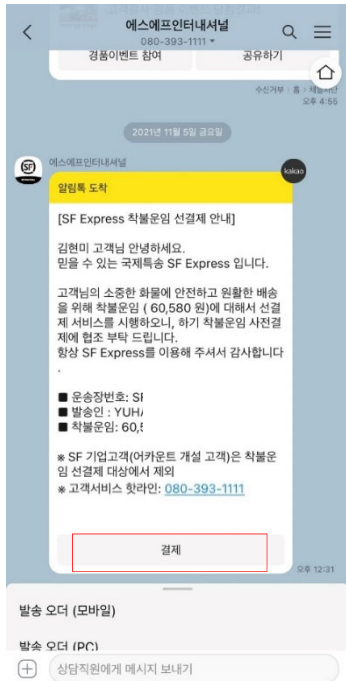 에스에프인터내셔널
080-393-1111
경품이벤트 참여
공유하기
수신거부 | 홈 > 채널차단
오후 4:55
2021년 11월 5일 금요일
에스에프인터내셔널
kakao
알림톡 도착
[SF Express 착불운임 선결제 안내]
김현미 고객님 안녕하세요.
믿을 수 있는 국제특송 SF Express 입니다.
고객님의 소중한 화물에 안전하고 원활한 배송
을 위해 착불운임 ( 60,580 원)에 대해서 선결
제 서비스를 시행하오니, 하기 착불운임 사전결
제에 협조 부탁 드립니다.
항상 SF Express를 이용해 주셔서 감사합니다
.
■ 운송장번호: SF
■ 발송인 : YUH
■ 착불운임: 60,5
※ SF 기업고객(어카운트 개설 고객)은 착불운
임 선결제 대상에서 제외
※ 고객서비스 핫라인: 080-393-1111
결제
오후 12:31
발송 오더 (모바일)
발송 오더 (PC)
상담직원에게 메시지 보내기